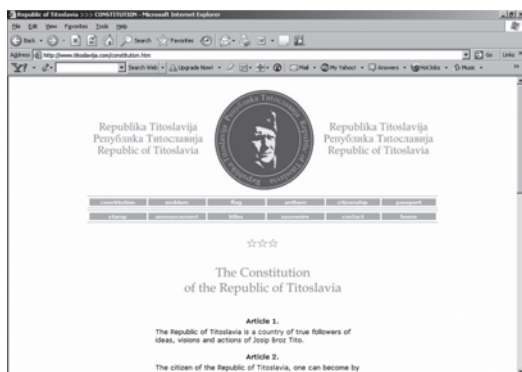 Republic of Titoslavia >>> CONSTITUTION - Microsoft Internet Explorer
File Edit View Favorites Tools Help
Back Search Favorites
Address http://www.titoslavija.com/constitution.htm Go Links
Search Web Upgrade Now! Mail My Yahoo! Answers HotJobs Music
Republika Titoslavija
Република Титославија
Republic of Titoslavia
Republika Titoslavija
Република Титославија
Republika Titoslavija
Република Титославија
Republic of Titoslavia
constitution emblem flag anthem citizenship passport
stamp announcement titles souvenirs contact home
The Constitution
of the Republic of Titoslavia
Article 1.
The Republic of Titoslavia is a country of true followers of
ideas, visions and actions of Josip Broz Tito.
Article 2.
The citizen of the Republic of Titoslavia, one can become by